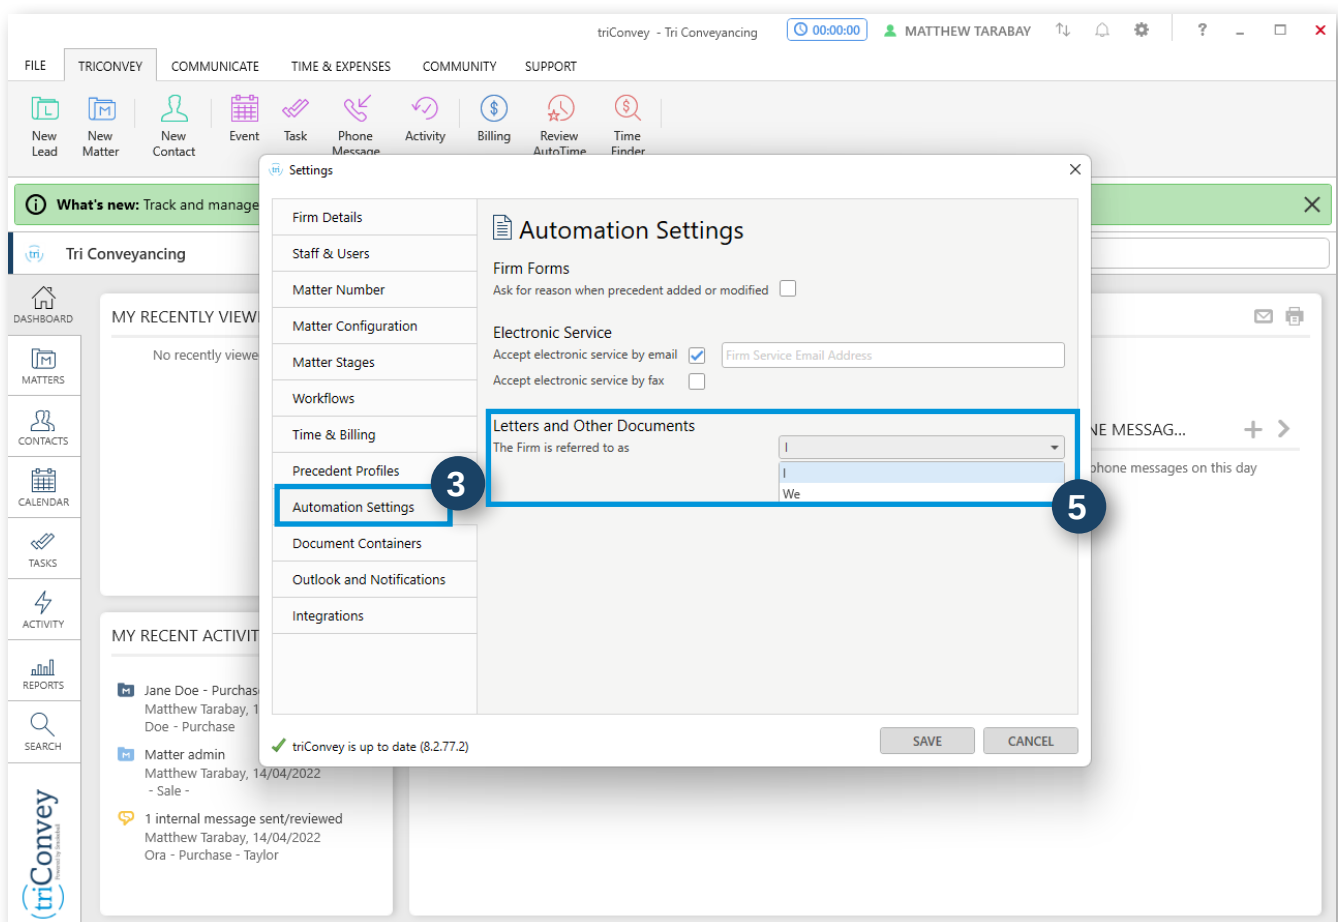 triConvey - Tri Conveyancing
00:00:00
MATTHEW TARABAY
?
FILE
TRICONVEY
COMMUNICATE
TIME & EXPENSES
COMMUNITY
SUPPORT
New
Lead
New
Matter
New
Contact
Event
Task
Phone
Message
Activity
Billing
Review
AutoTime
Time
Finder
What's new: Track and manage
tri
Tri Conveyancing
DASHBOARD
MATTERS
CONTACTS
CALENDAR
TASKS
ACTIVITY
REPORTS
SEARCH
(triConvey)
MY RECENTLY VIEW
No recently viewe
MY RECENT ACTIVIT
Jane Doe - Purchas
Matthew Tarabay, 1
Doe - Purchase
Matter admin
Matthew Tarabay, 14/04/2022
- Sale -
1 internal message sent/reviewed
Matthew Tarabay, 14/04/2022
Ora - Purchase - Taylor
tri
Settings
Firm Details
Staff & Users
Matter Number
Matter Configuration
Matter Stages
Workflows
Time & Billing
Precedent Profiles
Automation Settings
3
Document Containers
Outlook and Notifications
Integrations
Automation Settings
Firm Forms
Ask for reason when precedent added or modified
Electronic Service
Accept electronic service by email
Firm Service Email Address
Accept electronic service by fax
Letters and Other Documents
The Firm is referred to as
I
I
We
5
triConvey is up to date (8.2.77.2)
SAVE
CANCEL
NE MESSAG...
phone messages on this day